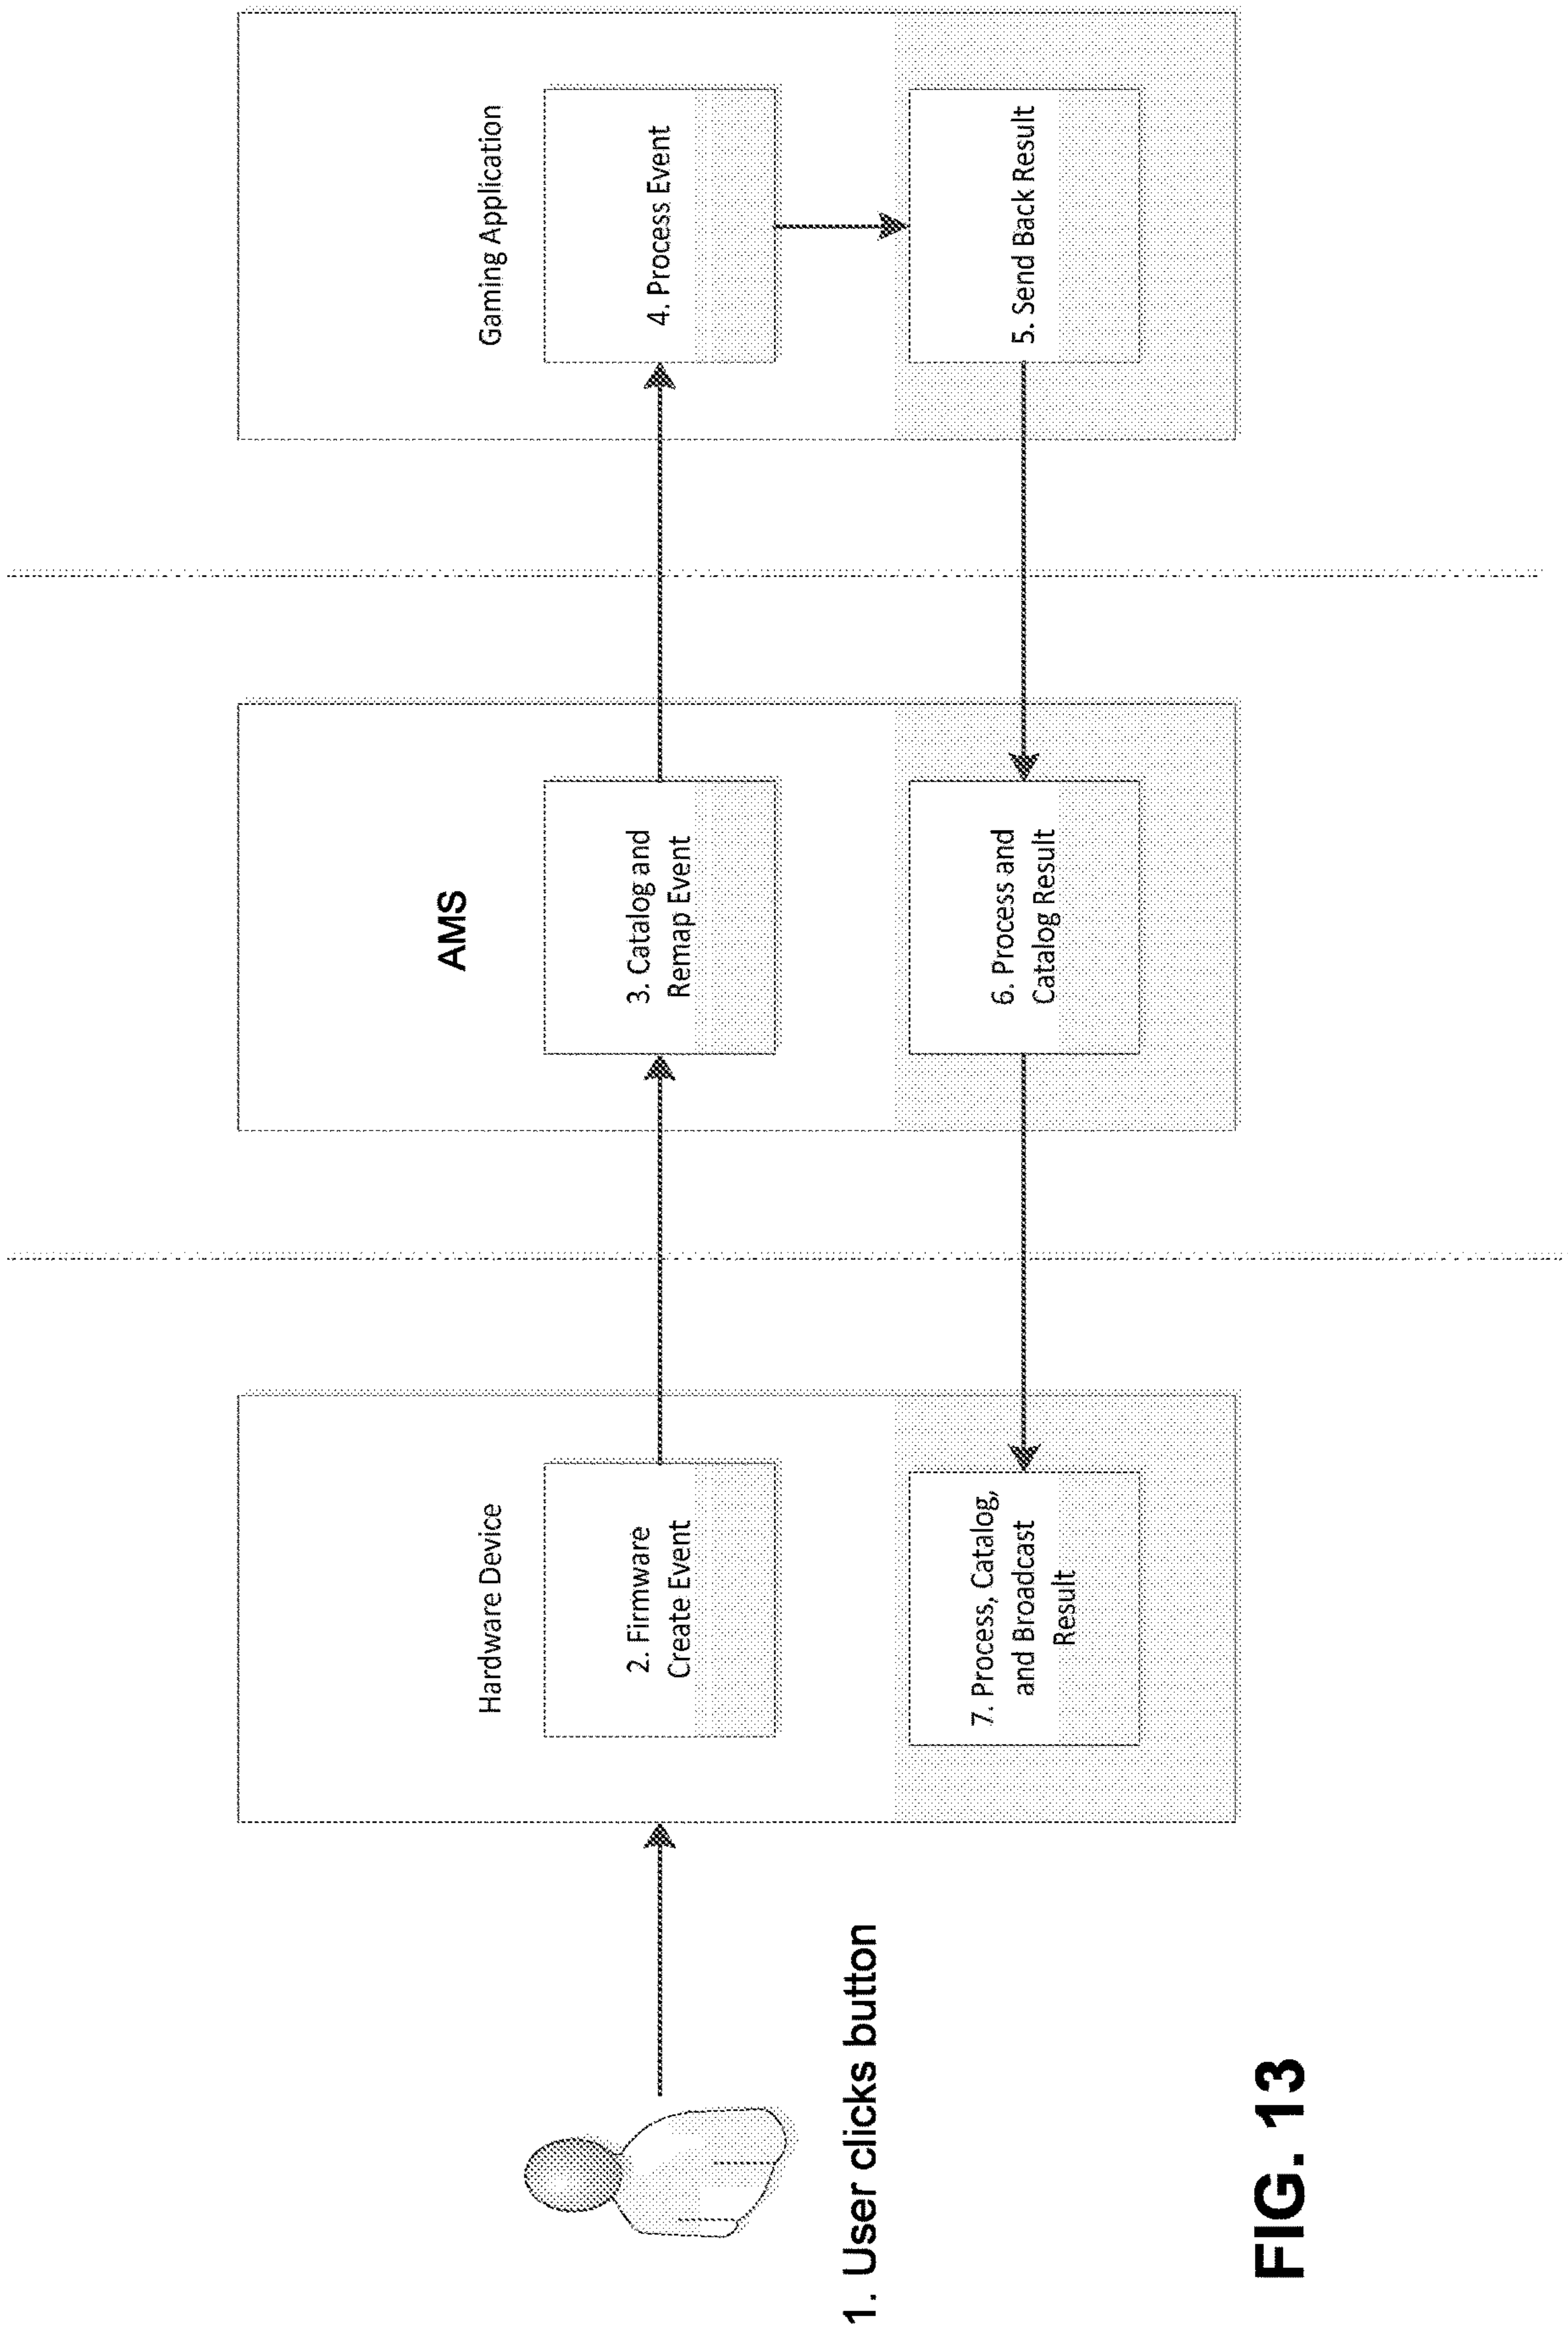 Hardware Device
AMS
Gaming Application
1. User clicks button
2. Firmware
Create Event
3. Catalog and
Remap Event
4. Process Event
5. Send Back Result
6. Process and
Catalog Result
7. Process, Catalog,
and Broadcast
Result
FIG. 13